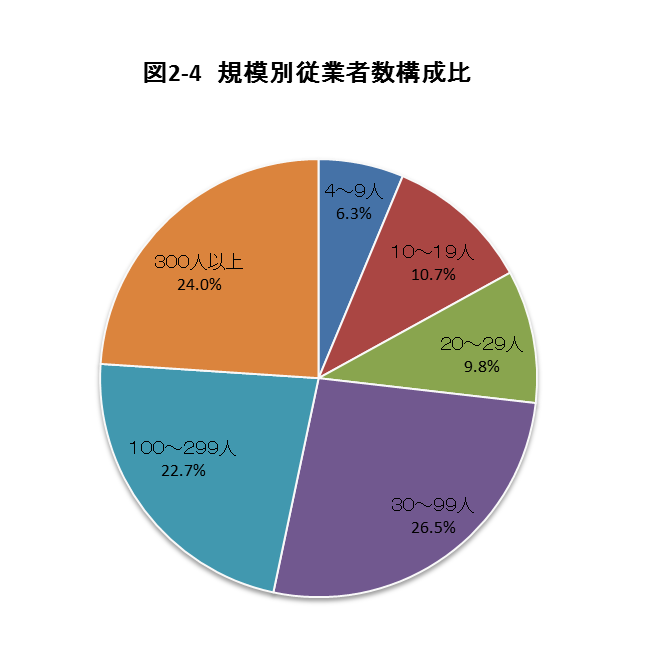 図2-4 規模別従業者数構成比
4～9人
6.3%
10～19人
10.7%
20～29人
9.8%
30～99人
26.5%
100～299人
22.7%
300人以上
24.0%